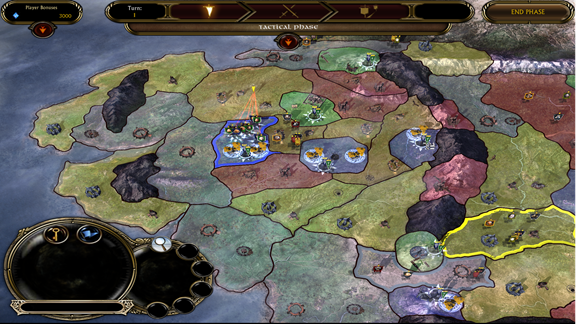 Player Bonuses
3000
Turn:
1
END PHASE
TACTICAL PHASE